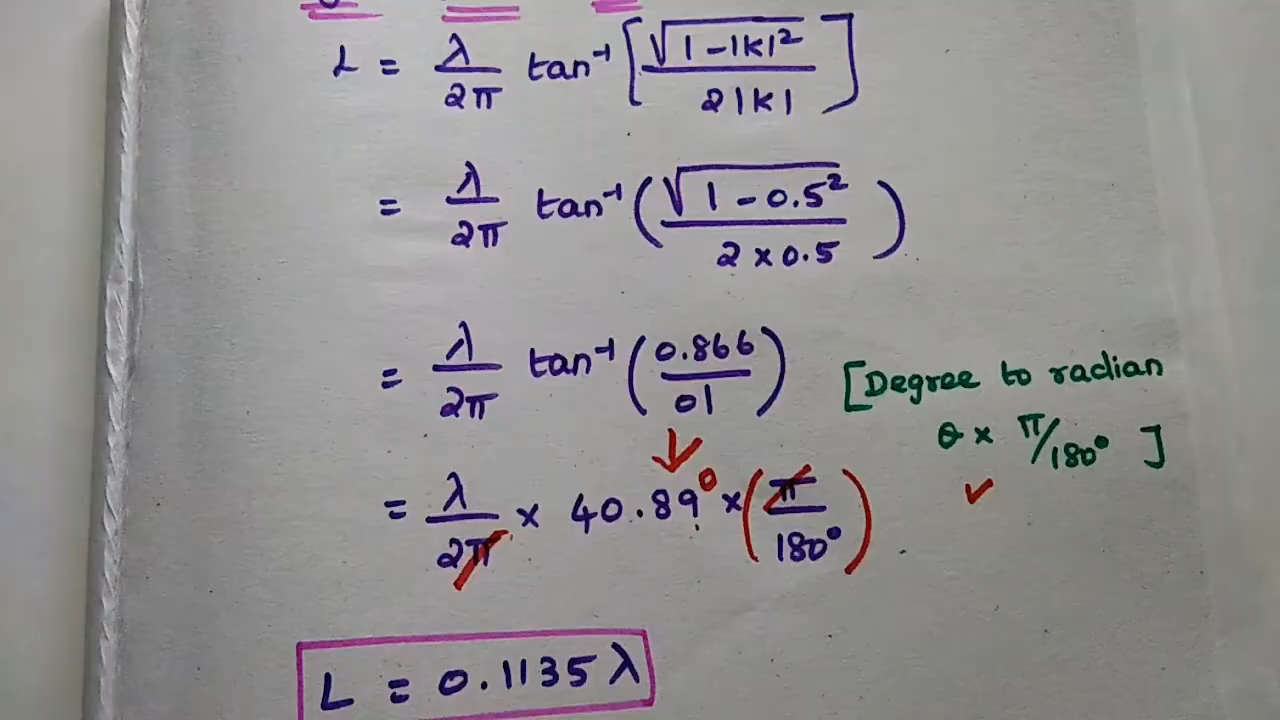 L = λ/2π tan⁻¹ [√1-|K|² / 2|K|]
= λ/2π tan⁻¹ (√1-0.5² / 2×0.5)
= λ/2π tan⁻¹ (0.866/01) [Degree to radian
θ × π/180° ]
= λ/2π × 40.89° × (π/180°)
L = 0.1135 λ